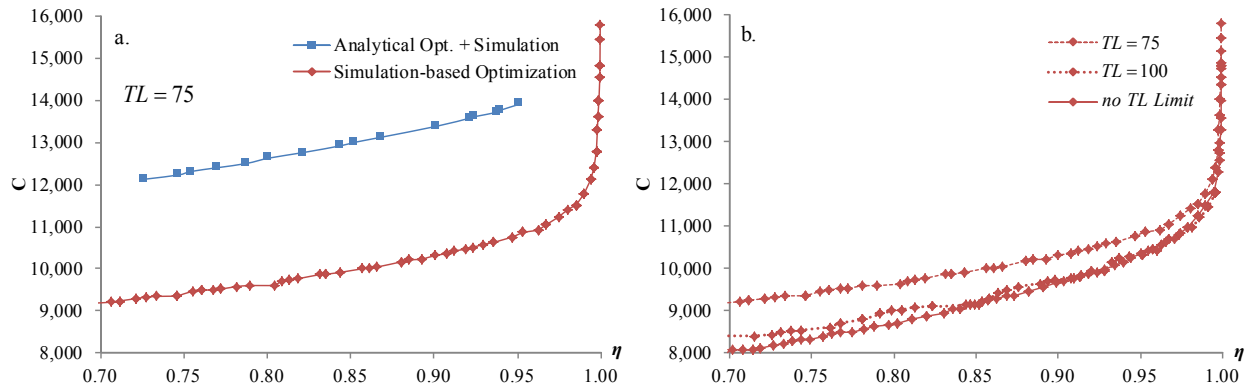 a.
16,000
15,000
14,000
13,000
12,000
11,000
10,000
9,000
8,000
C
TL = 75
Analytical Opt. + Simulation
Simulation-based Optimization
0.70 0.75 0.80 0.85 0.90 0.95 1.00
η
b.
16,000
15,000
14,000
13,000
12,000
11,000
10,000
9,000
8,000
C
TL = 75
TL = 100
no TL Limit
0.70 0.75 0.80 0.85 0.90 0.95 1.00
η